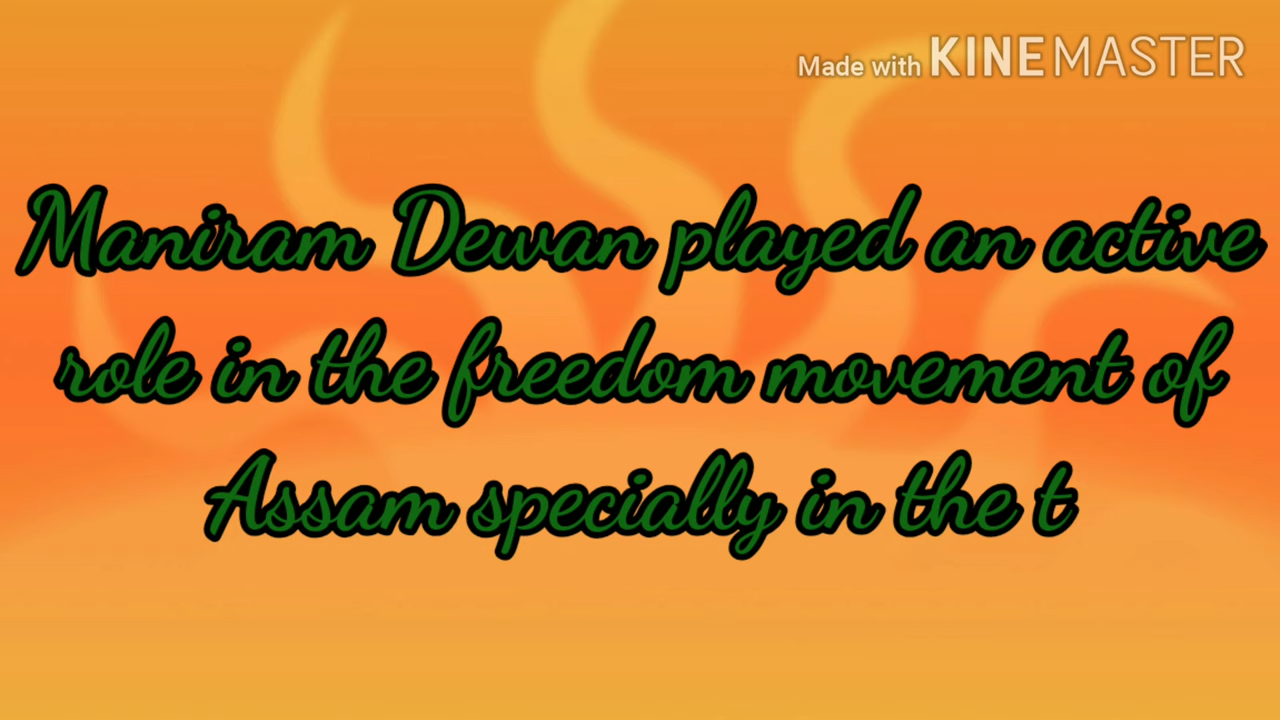 Made with KINEMASTER
Maniram Dewan played an active
role in the freedom movement of
Assam specially in the t